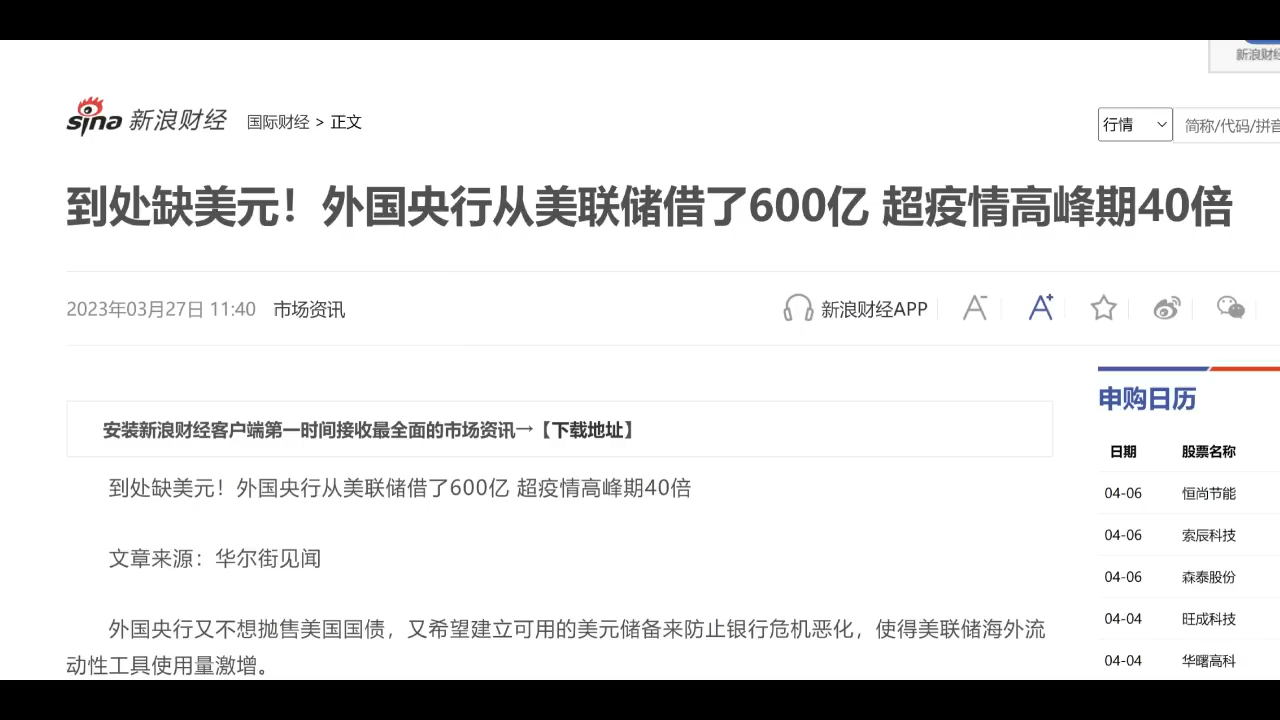 新浪财经
sina 新浪财经 国际财经 > 正文
行情 简称/代码/拼音
到处缺美元！外国央行从美联储借了600亿 超疫情高峰期40倍
2023年03月27日 11:40 市场资讯
新浪财经APP A- A+
申购日历
安装新浪财经客户端第一时间接收最全面的市场资讯→【下载地址】
到处缺美元！外国央行从美联储借了600亿 超疫情高峰期40倍
文章来源：华尔街见闻
外国央行又不想抛售美国国债，又希望建立可用的美元储备来防止银行危机恶化，使得美联储海外流
动性工具使用量激增。
日期 股票名称
04-06 恒尚节能
04-06 索辰科技
04-06 森泰股份
04-04 旺成科技
04-04 华曙高科